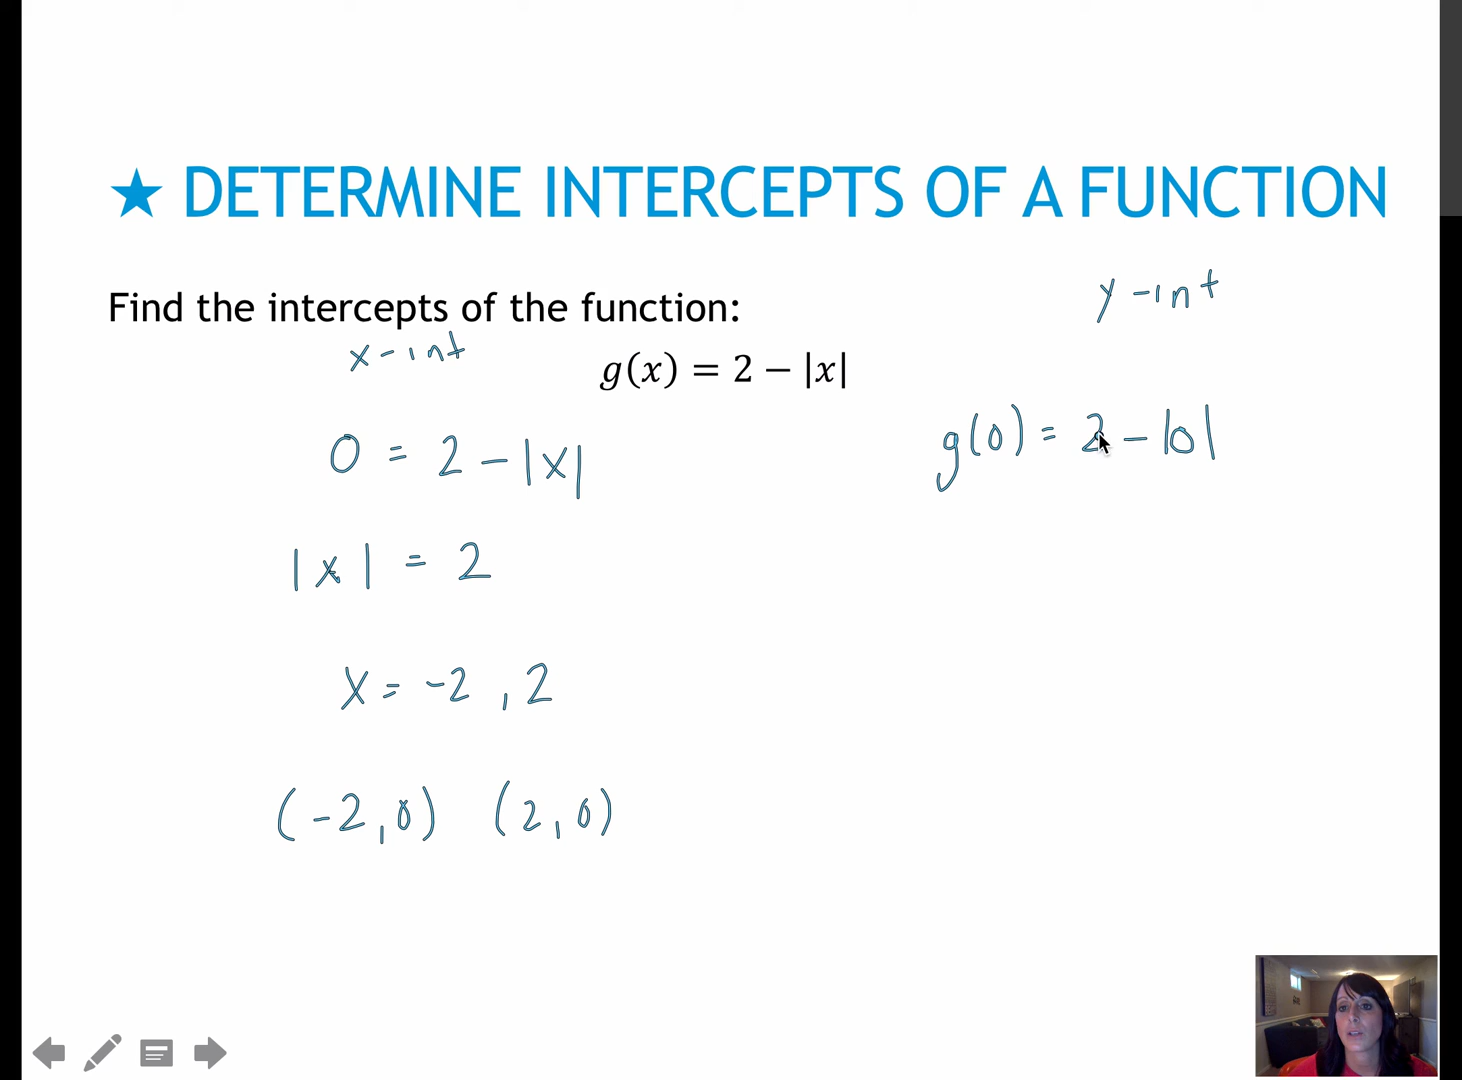 ★ DETERMINE INTERCEPTS OF A FUNCTION
Find the intercepts of the function:
g(x) = 2 − |x|
x-int
0 = 2 − |x|
|x| = 2
x = -2, 2
(-2, 0) (2, 0)
y-int
g(0) = 2 − |0|